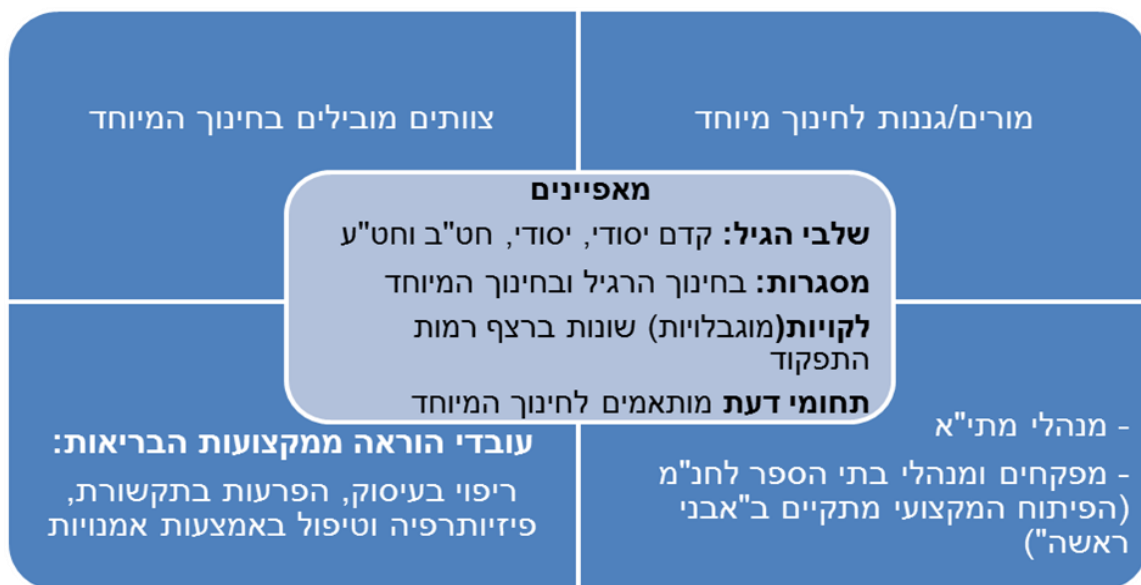 מורים/גננות לחינוך מיוחד
צוותים מובילים בחינוך המיוחד
מאפיינים
שלבי הגיל: קדם יסודי, יסודי, חט"ב וחט"ע
מסגרות: בחינוך הרגיל ובחינוך המיוחד
לקויות(מוגבלויות) שונות ברצף רמות
התפקוד
תחומי דעת מותאמים לחינוך המיוחד
- מנהלי מתי"א
- מפקחים ומנהלי בתי הספר לחנ"מ
(הפיתוח המקצועי מתקיים ב"אבני
ראשה")
עובדי הוראה ממקצועות הבריאות:
ריפוי בעיסוק, הפרעות בתקשורת,
פיזיותרפיה וטיפול באמצעות אמנויות